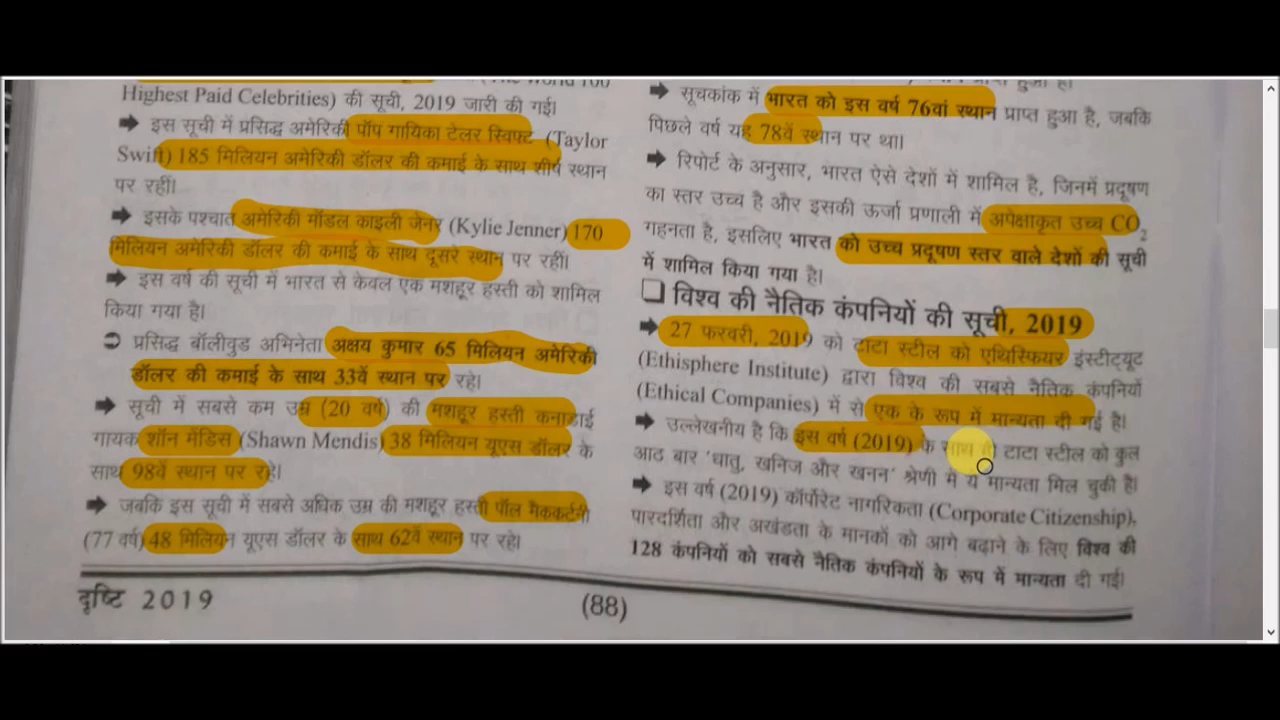 Highest Paid Celebrities) की सूची, 2019 जारी की गई।
➡ इस सूची में प्रसिद्ध अमेरिकी पॉप गायिका टेलर स्विफ्ट (Taylor
Swift) 185 मिलियन अमेरिकी डॉलर की कमाई के साथ शीर्ष स्थान
पर रहीं।
➡ इसके पश्चात अमेरिकी मॉडल काइली जेनर (Kylie Jenner) 170
मिलियन अमेरिकी डॉलर की कमाई के साथ दूसरे स्थान पर रहीं।
➡ इस वर्ष की सूची में भारत से केवल एक मशहूर हस्ती को शामिल
किया गया है।
➲ प्रसिद्ध बॉलीवुड अभिनेता अक्षय कुमार 65 मिलियन अमेरिकी
डॉलर की कमाई के साथ 33वें स्थान पर रहे।
➡ सूची में सबसे कम उम्र (20 वर्ष) की मशहूर हस्ती कनाडाई
गायक शॉन मेंडिस (Shawn Mendis) 38 मिलियन यूएस डॉलर के
साथ 98वें स्थान पर रहे।
➡ जबकि इस सूची में सबसे अधिक उम्र की मशहूर हस्ती पॉल मैककर्टनी
(77 वर्ष) 48 मिलियन यूएस डॉलर के साथ 62वें स्थान पर रहे।
➡ सूचकांक में भारत को इस वर्ष 76वां स्थान प्राप्त हुआ है, जबकि
पिछले वर्ष यह 78वें स्थान पर था।
➡ रिपोर्ट के अनुसार, भारत ऐसे देशों में शामिल है, जिनमें प्रदूषण
का स्तर उच्च है और इसकी ऊर्जा प्रणाली में अपेक्षाकृत उच्च CO₂
गहनता है, इसलिए भारत को उच्च प्रदूषण स्तर वाले देशों की सूची
में शामिल किया गया है।
❑ विश्व की नैतिक कंपनियों की सूची, 2019
➡ 27 फरवरी, 2019 को टाटा स्टील को एथिस्फियर इंस्टीट्यूट
(Ethisphere Institute) द्वारा विश्व की सबसे नैतिक कंपनियों
(Ethical Companies) में से एक के रूप में मान्यता दी गई है।
➡ उल्लेखनीय है कि इस वर्ष (2019) के साथ ही टाटा स्टील को कुल
आठ बार 'धातु, खनिज और खनन' श्रेणी में ये मान्यता मिल चुकी है।
➡ इस वर्ष (2019) कॉर्पोरेट नागरिकता (Corporate Citizenship),
पारदर्शिता और अखंडता के मानकों को आगे बढ़ाने के लिए विश्व की
128 कंपनियों को सबसे नैतिक कंपनियों के रूप में मान्यता दी गई।
दृष्टि 2019
(88)